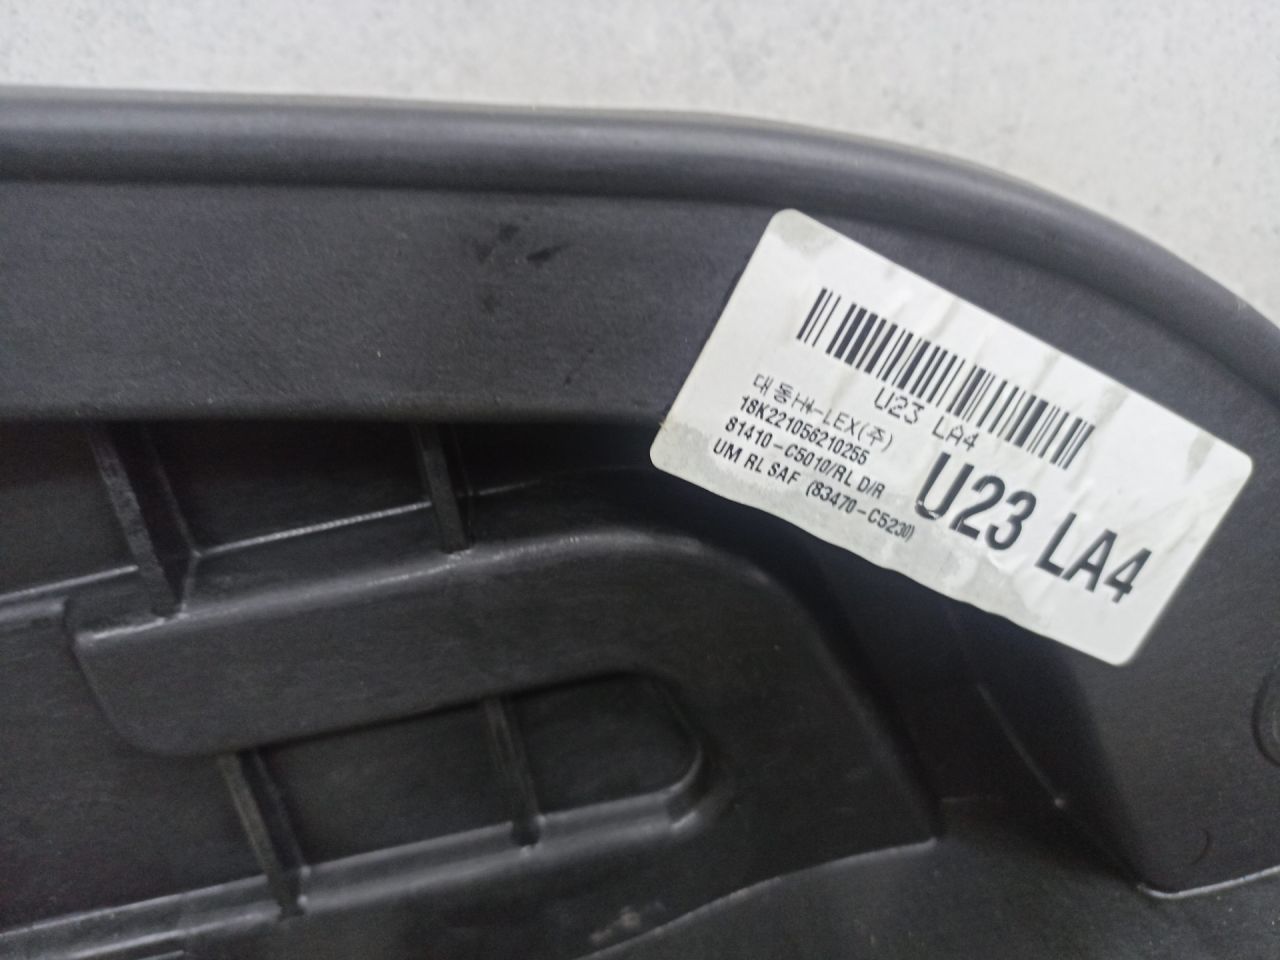 U23 LA4
대동Hi-LEX(주)
18K221056210255
81410-C5010/RL D/R
UM RL SAF (83470-C5230)
U23 LA4